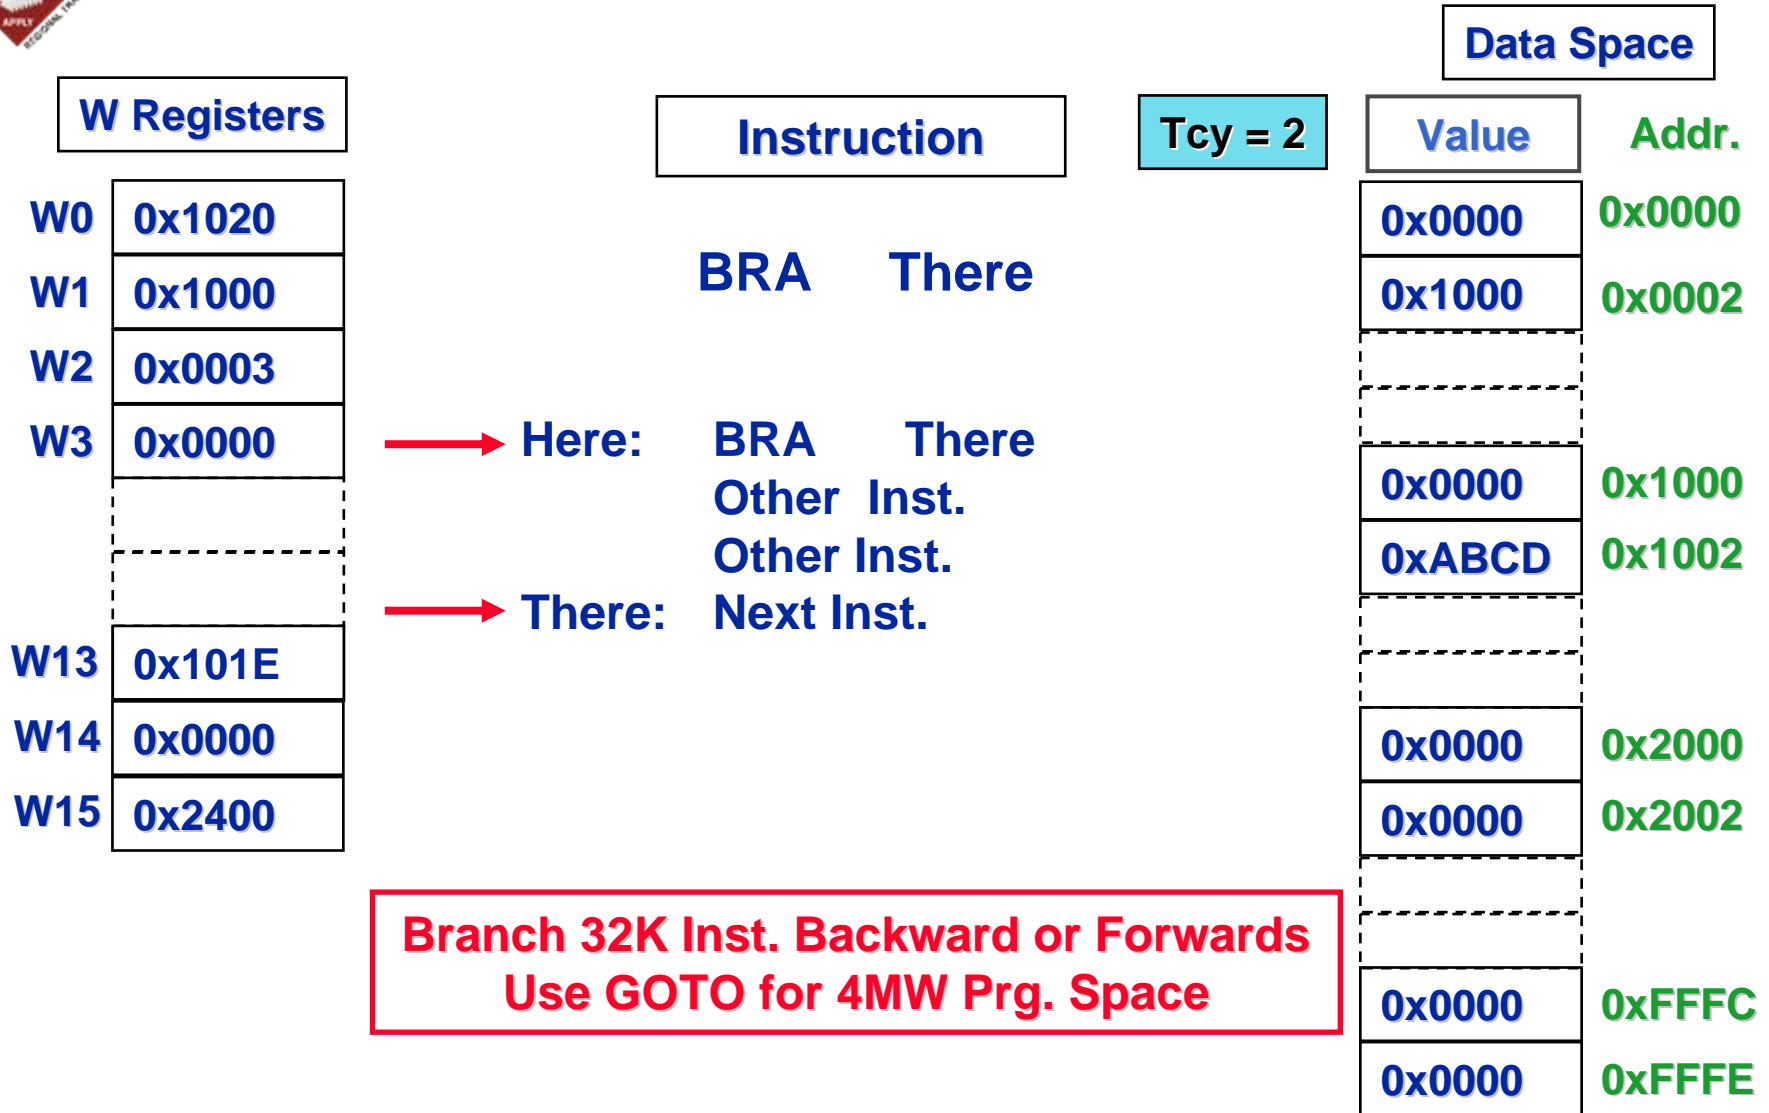 APPLY
REGIONAL
Data Space
W Registers
Instruction
Tcy = 2
Value Addr.
W0 0x1020
W1 0x1000
W2 0x0003
W3 0x0000
W13 0x101E
W14 0x0000
W15 0x2400
BRA There
Here: BRA There
Other Inst.
Other Inst.
There: Next Inst.
0x0000 0x0000
0x1000 0x0002
0x0000 0x1000
0xABCD 0x1002
0x0000 0x2000
0x0000 0x2002
0x0000 0xFFFC
0x0000 0xFFFE
Branch 32K Inst. Backward or Forwards
Use GOTO for 4MW Prg. Space